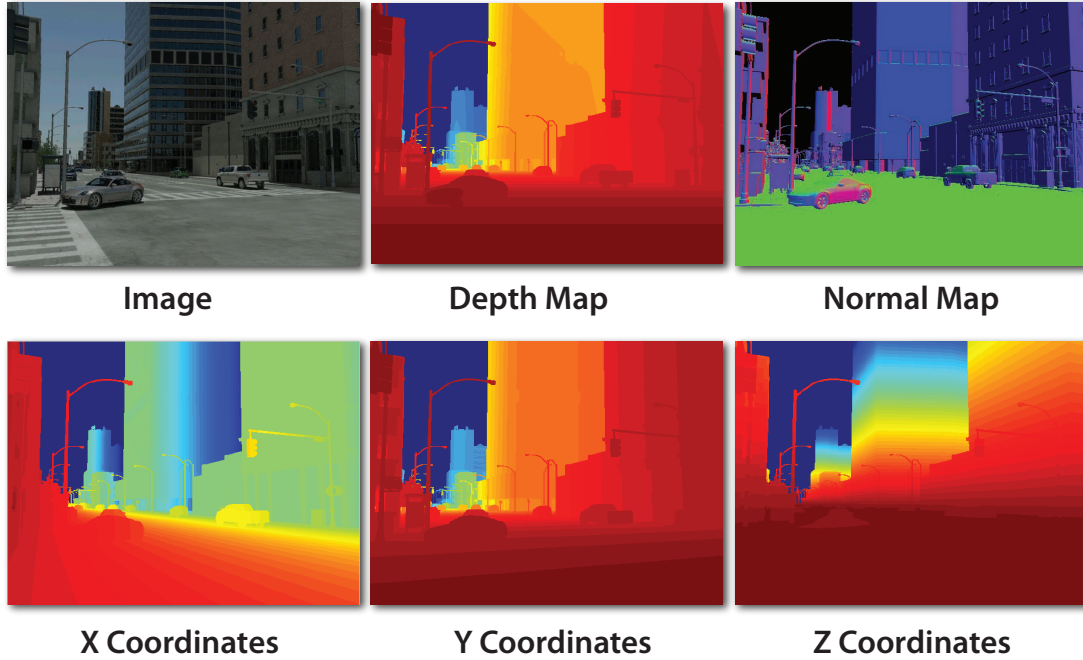 Image
Depth Map
Normal Map
X Coordinates
Y Coordinates
Z Coordinates